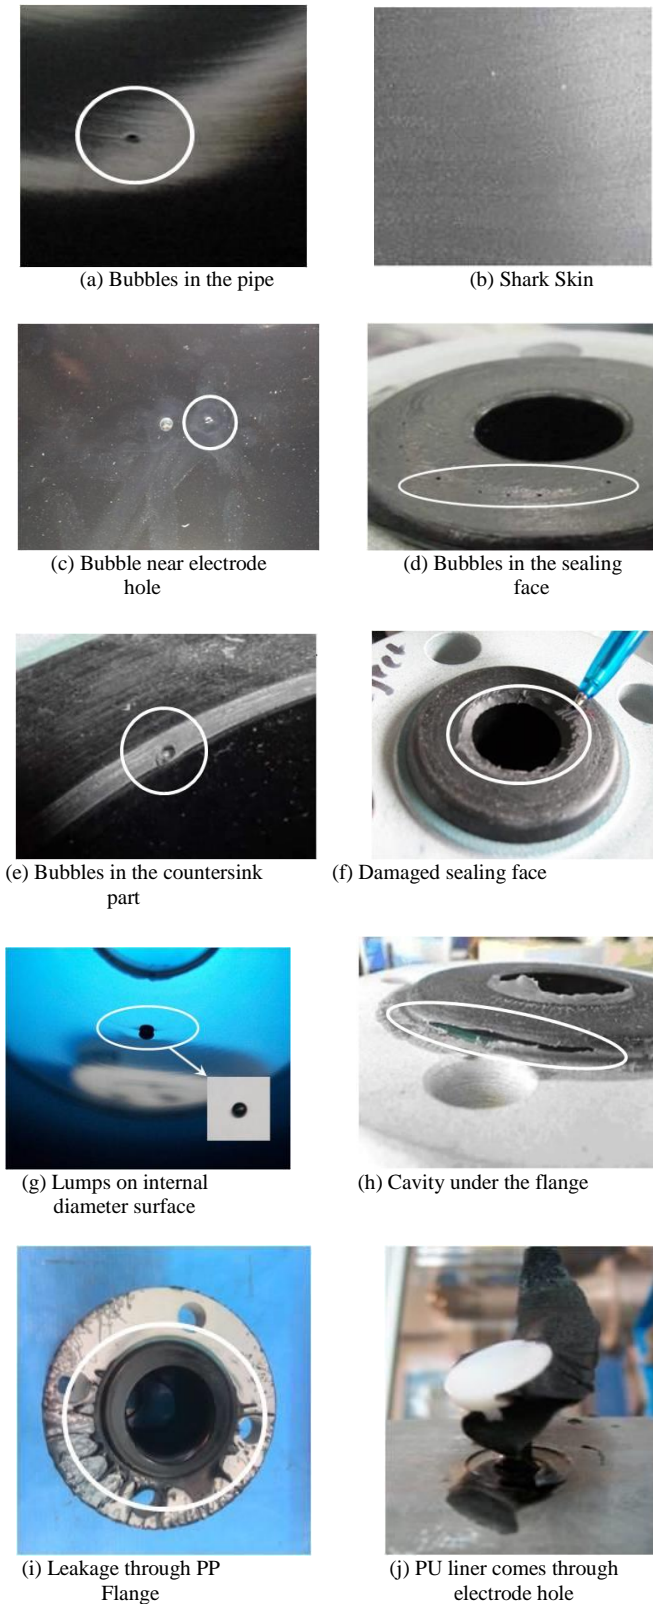 (a) Bubbles in the pipe
(b) Shark Skin
(c) Bubble near electrode
hole
(d) Bubbles in the sealing
face
(e) Bubbles in the countersink
part
(f) Damaged sealing face
(g) Lumps on internal
diameter surface
(h) Cavity under the flange
(i) Leakage through PP
Flange
(j) PU liner comes through
electrode hole